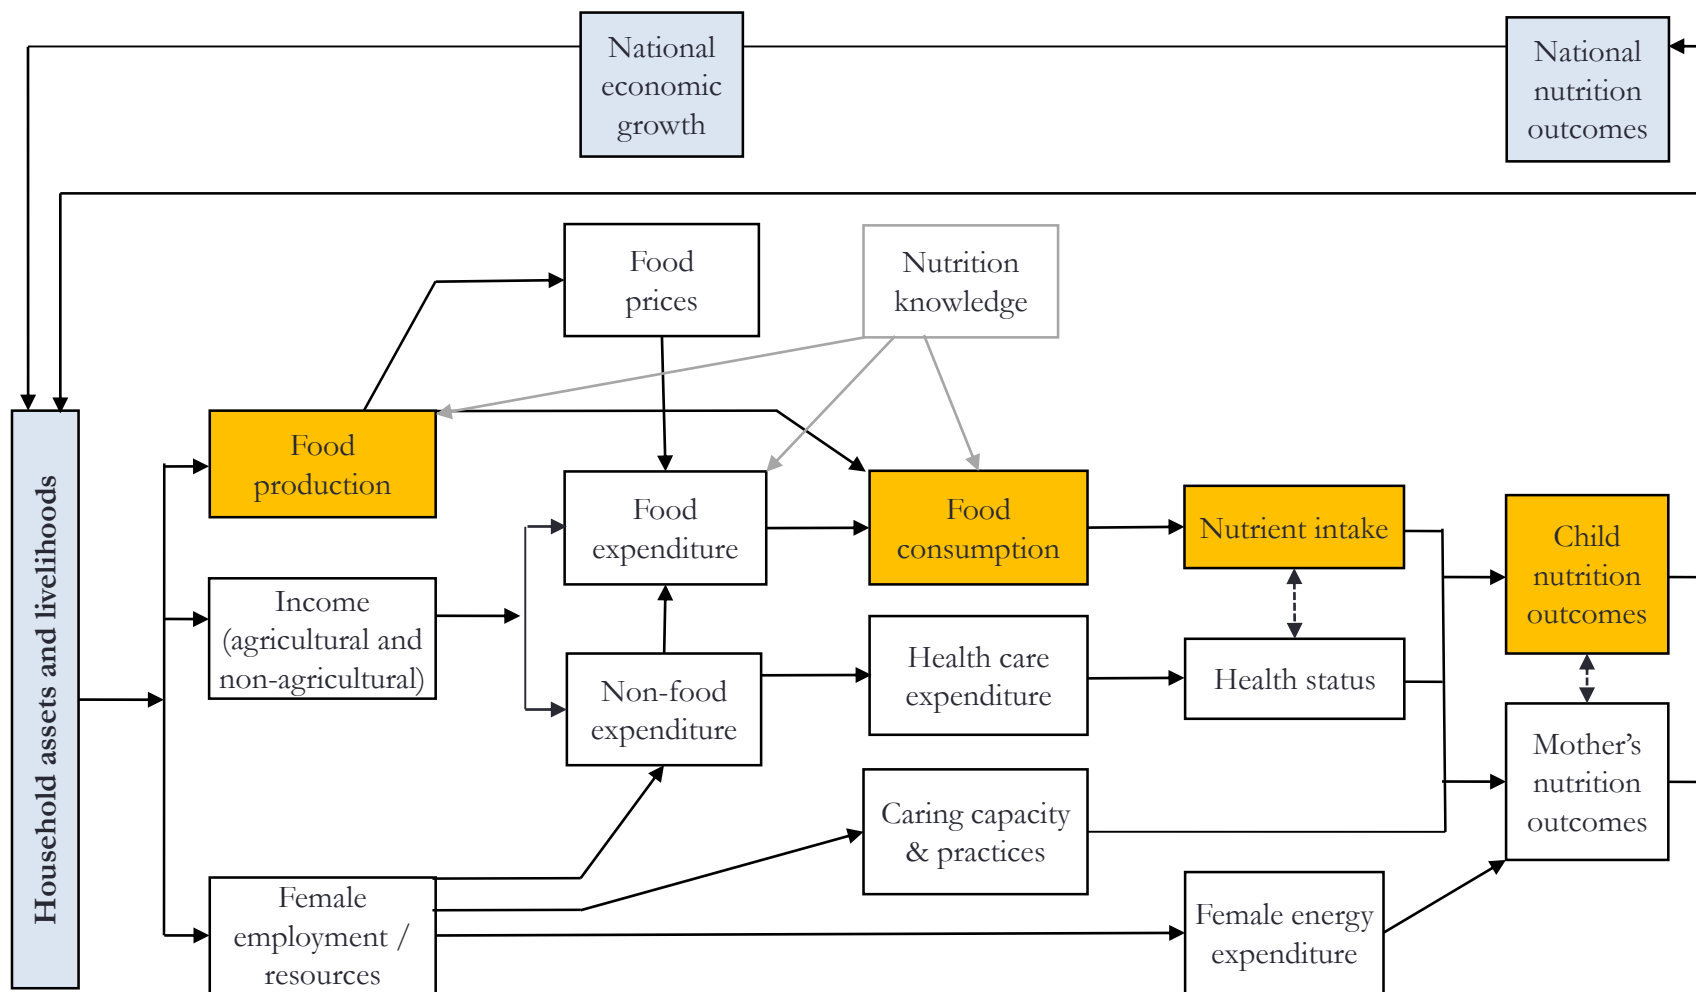 National
economic
growth
National
nutrition
outcomes
Food
prices
Nutrition
knowledge
Household assets and livelihoods
Food
production
Food
expenditure
Food
consumption
Nutrient intake
Child
nutrition
outcomes
Income
(agricultural and
non-agricultural)
Non-food
expenditure
Health care
expenditure
Health status
Mother’s
nutrition
outcomes
Caring capacity
& practices
Female
employment /
resources
Female energy
expenditure